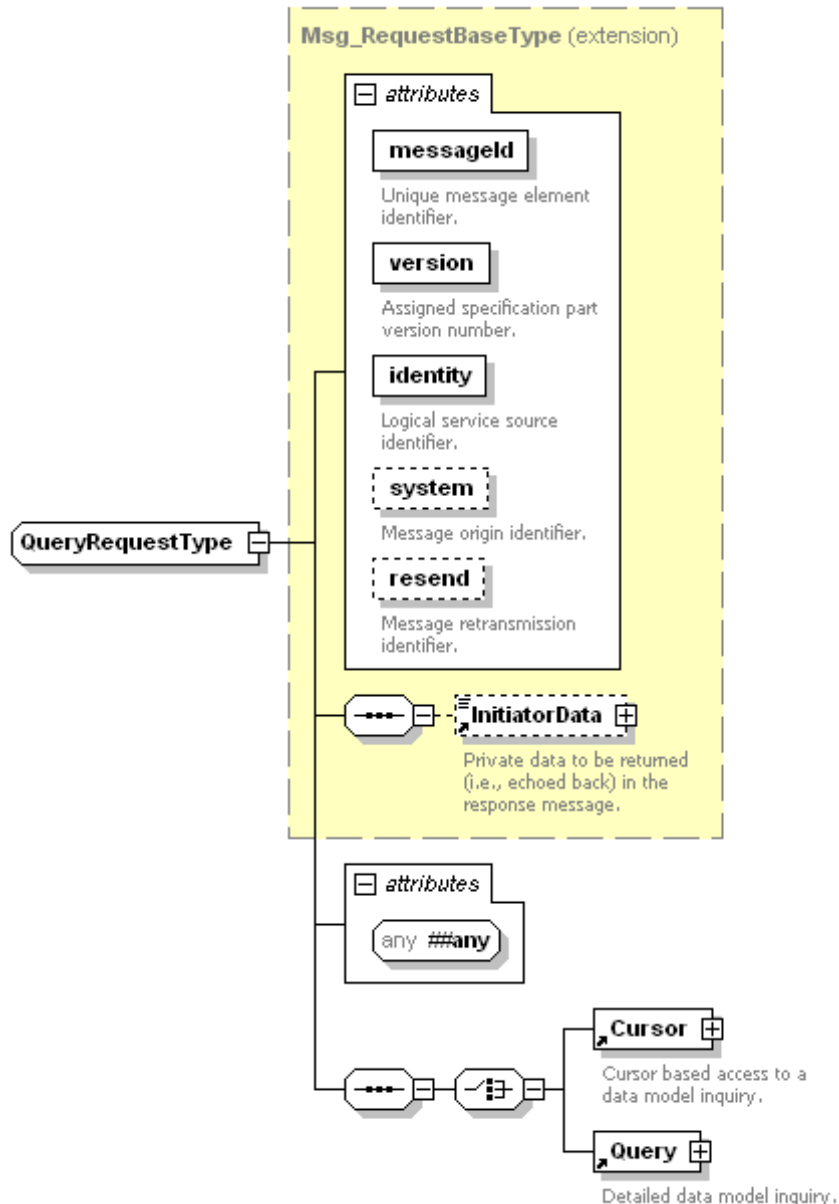 Msg_RequestBaseType (extension)
attributes
messageId
Unique message element
identifier.
version
Assigned specification part
version number.
identity
Logical service source
identifier.
system
Message origin identifier.
QueryRequestType
resend
Message retransmission
identifier.
InitiatorData
Private data to be returned
(i.e., echoed back) in the
response message.
attributes
any ##any
Cursor
Cursor based access to a
data model inquiry.
Query
Detailed data model inquiry.